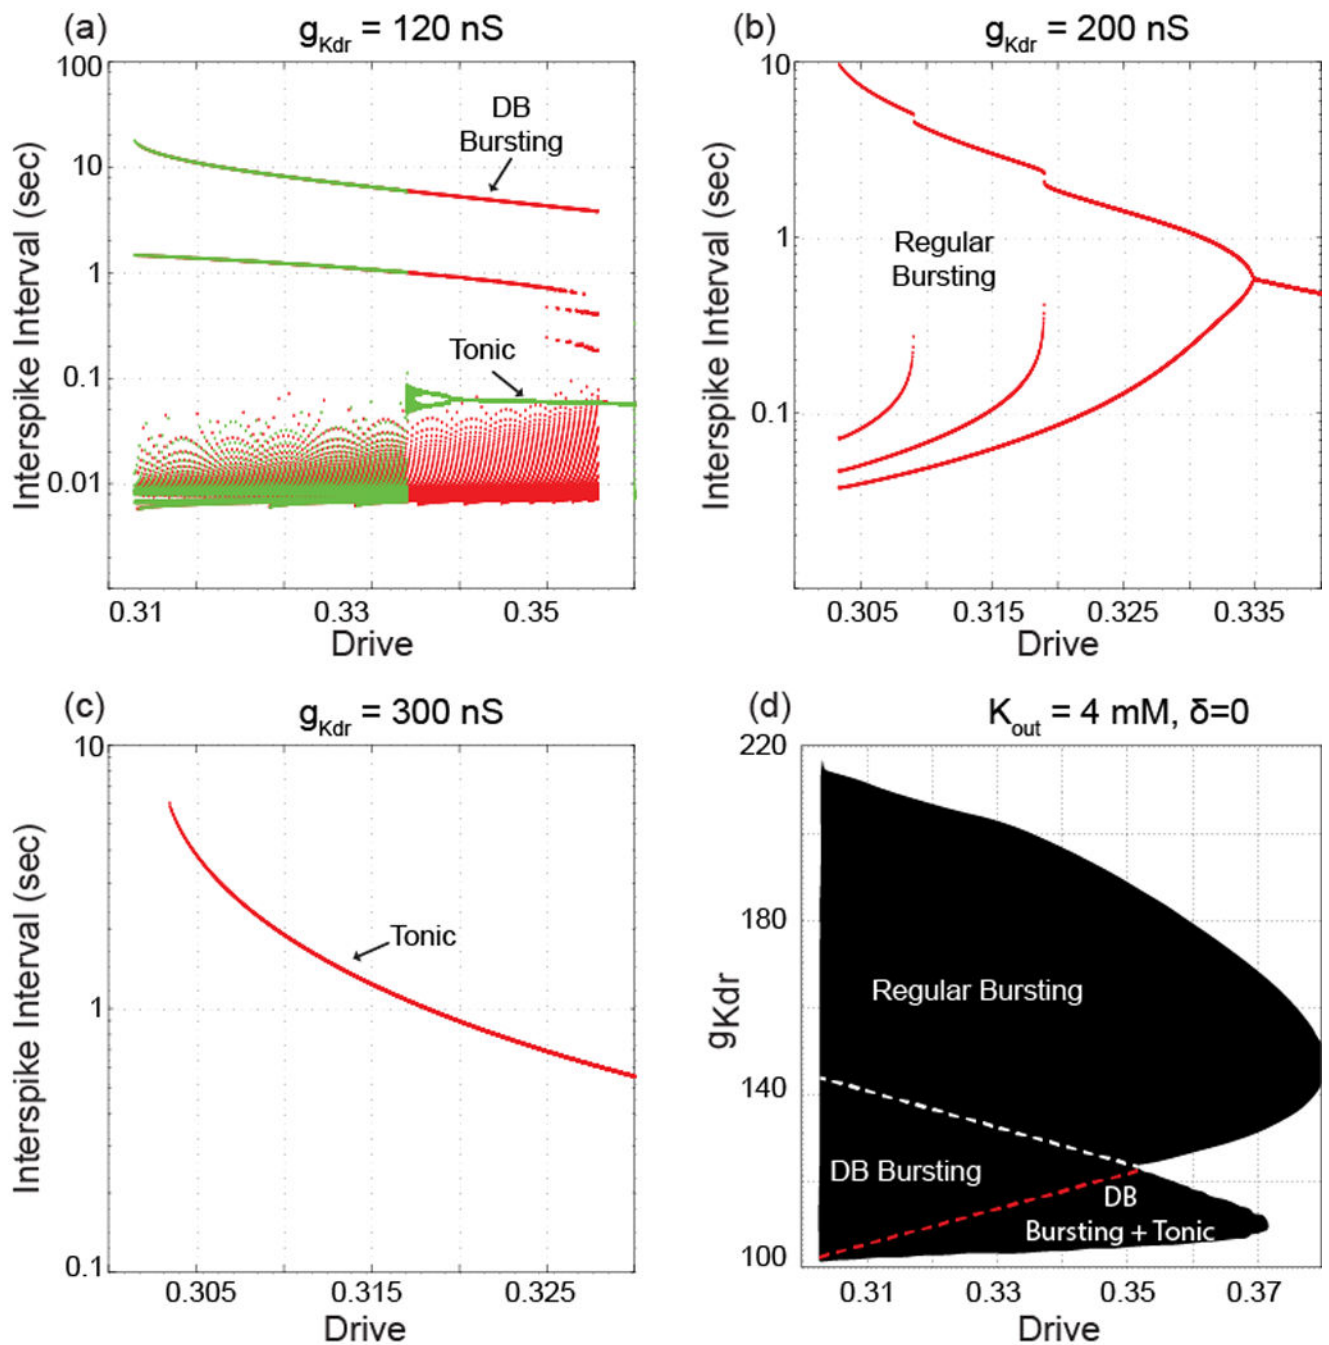 (a)
g_Kdr = 120 nS
Interspike Interval (sec)
100
10
1
0.1
0.01
DB
Bursting
Tonic
0.31
0.33
0.35
Drive
(b)
g_Kdr = 200 nS
Interspike Interval (sec)
10
1
0.1
Regular
Bursting
0.305
0.315
0.325
0.335
Drive
(c)
g_Kdr = 300 nS
Interspike Interval (sec)
10
1
0.1
Tonic
0.305
0.315
0.325
Drive
(d)
K_out = 4 mM, δ=0
gKdr
220
180
140
100
Regular Bursting
DB Bursting
DB
Bursting + Tonic
0.31
0.33
0.35
0.37
Drive